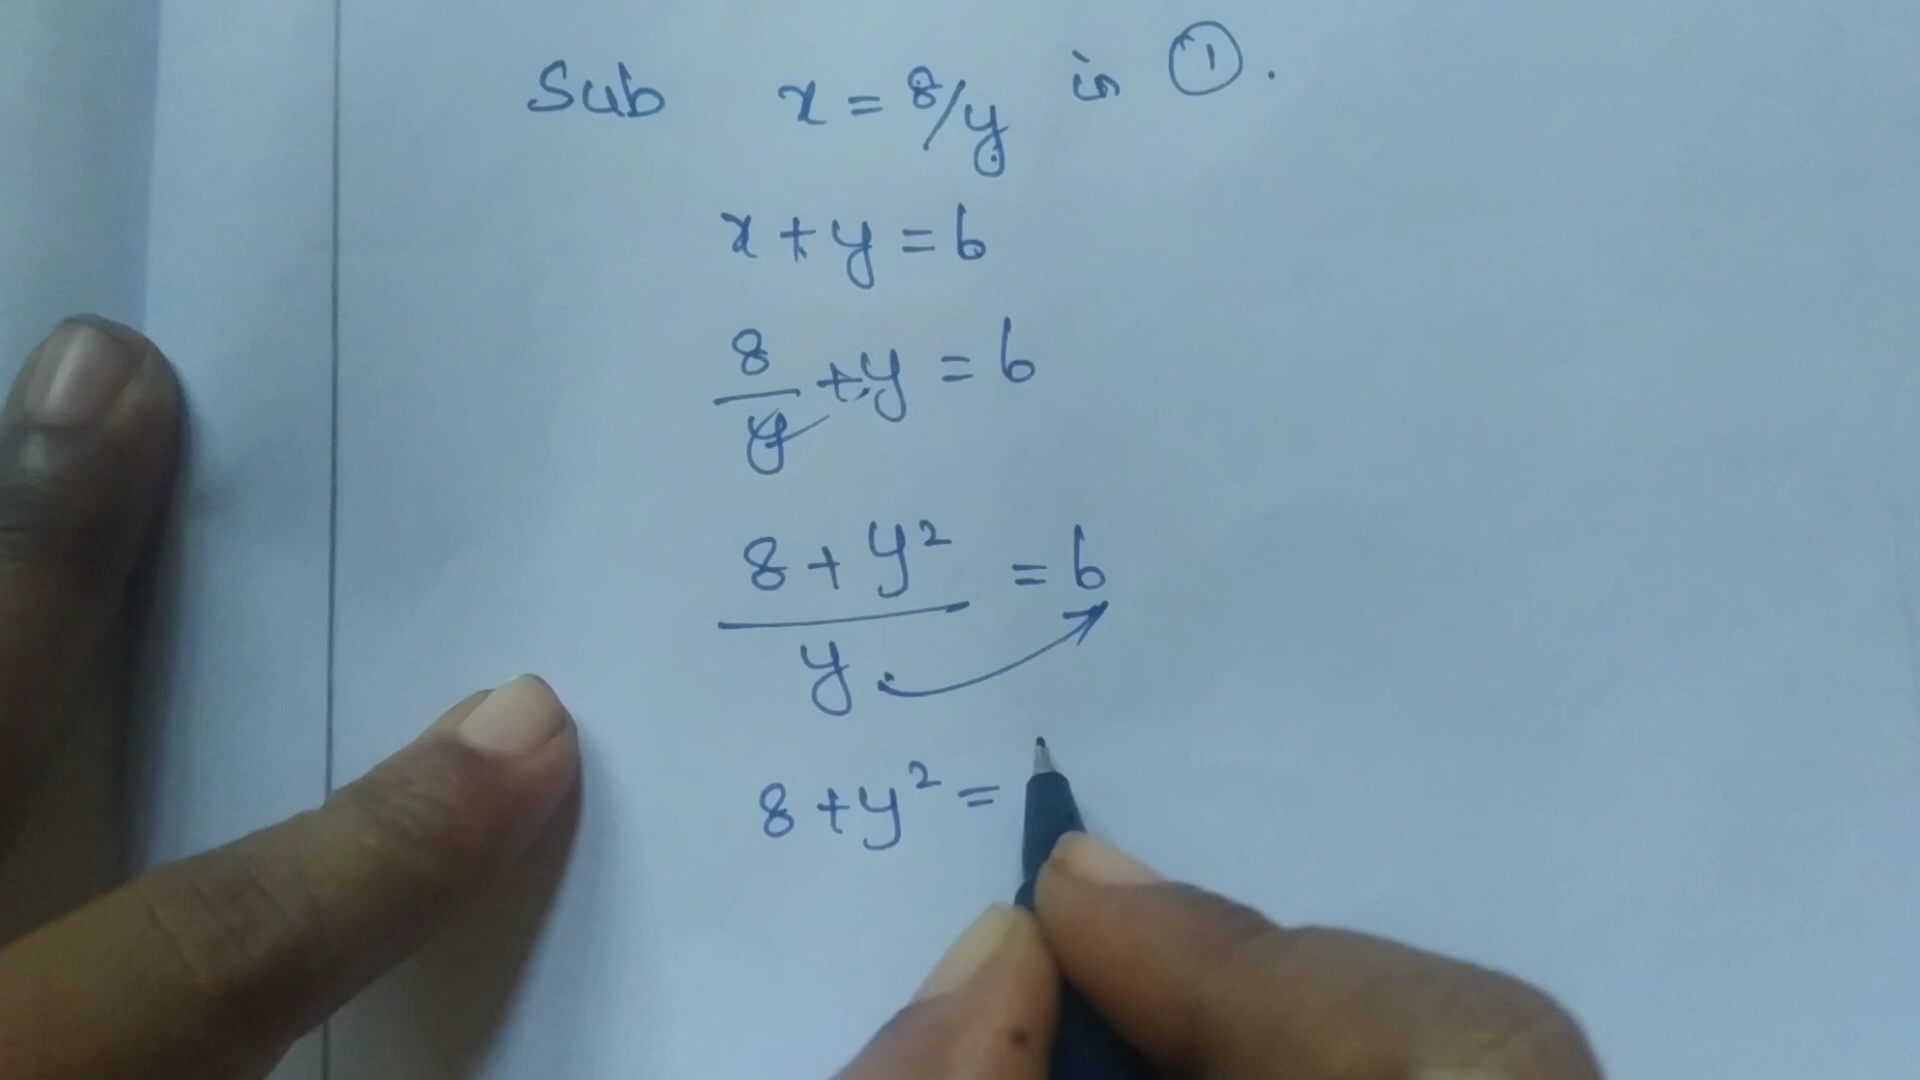 Sub x = 8/y in ①.
x + y = 6
8/y + y = 6
8 + y² / y = 6
8 + y² =